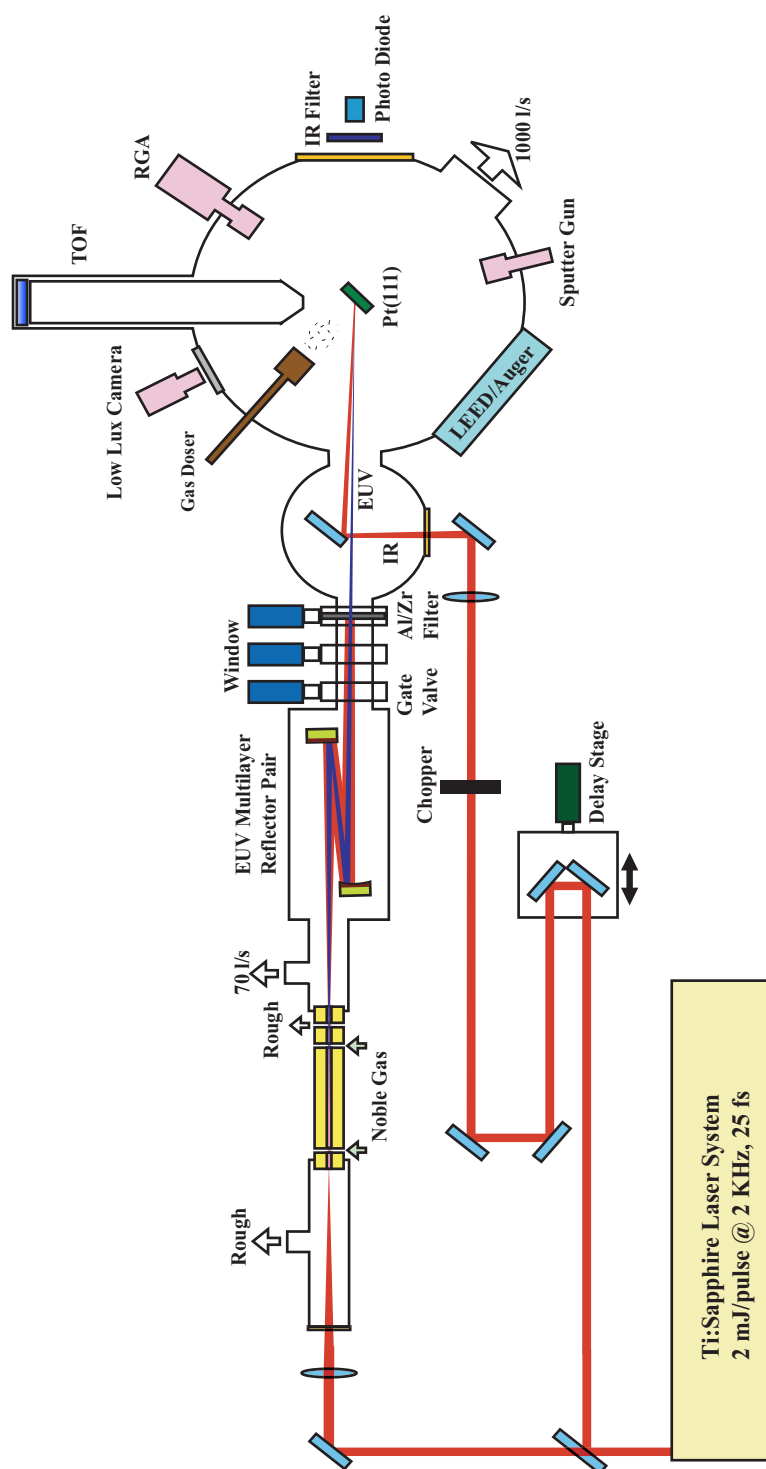 Ti:Sapphire Laser System
2 mJ/pulse @ 2 KHz, 25 fs
Rough
Noble Gas
Rough
70 l/s
EUV Multilayer
Reflector Pair
Gate
Valve
Window
Al/Zr
Filter
Chopper
Delay Stage
IR
EUV
Low Lux Camera
Gas Doser
TOF
RGA
Pt(111)
IR Filter
Photo Diode
1000 l/s
Sputter Gun
LEED/Auger